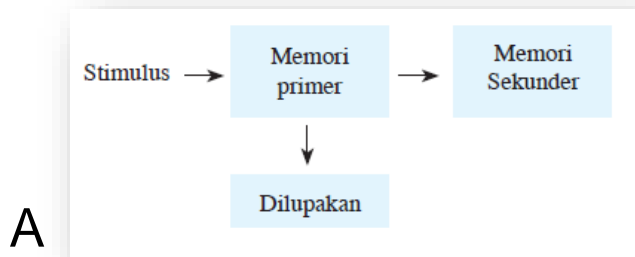 Stimulus
Memori
primer
Memori
Sekunder
Dilupakan
A